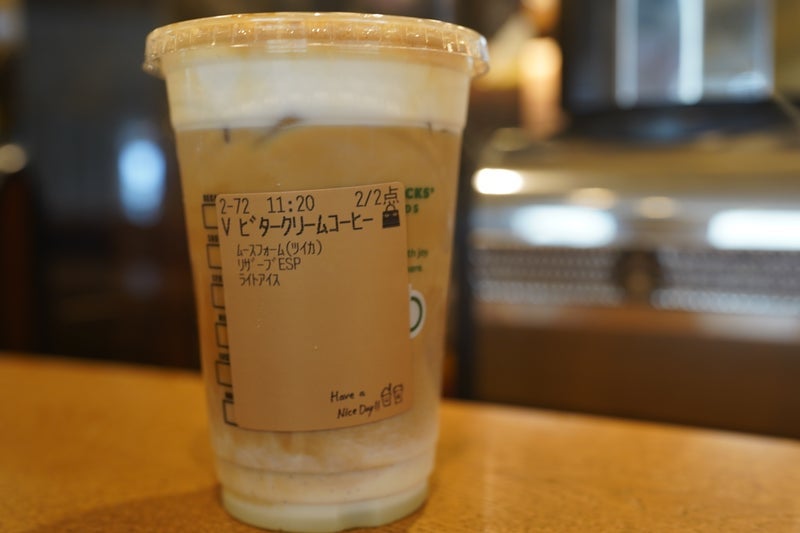 2-72 11:20 2/2点
V ビタークリームコーヒー
ムースフォーム(ツイカ)
リザーブESP
ライトアイス
Have a
Nice Day!!
CKS®